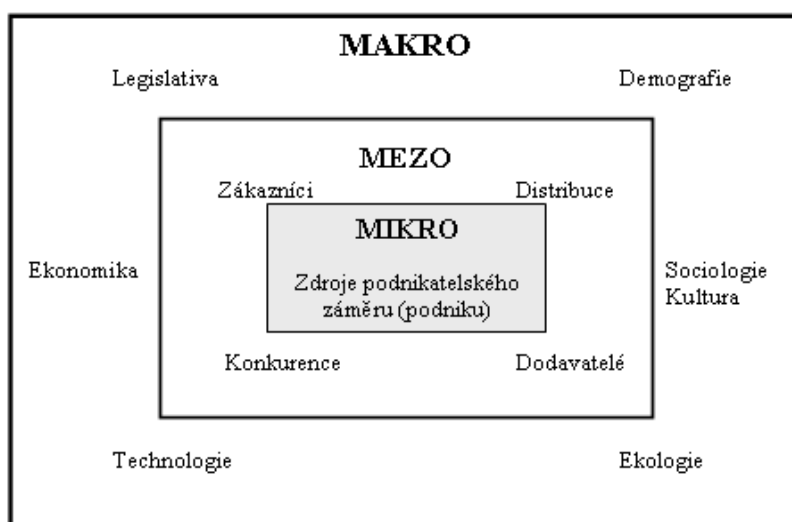 MAKRO
Legislativa
Demografie
MEZO
Zákazníci
Distribuce
MIKRO
Ekonomika
Zdroje podnikatelského
záměru (podniku)
Sociologie
Kultura
Konkurence
Dodavatelé
Technologie
Ekologie